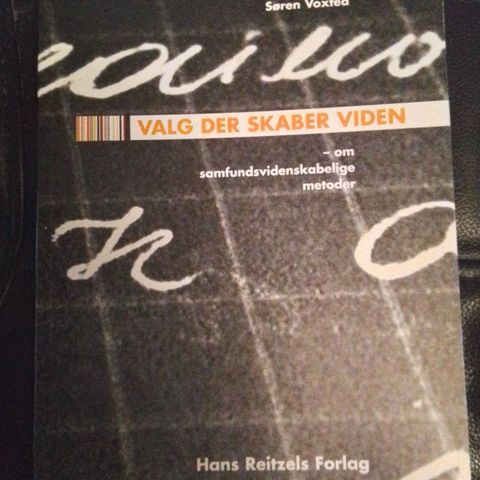 Søren Voxted
VALG DER SKABER VIDEN
– om
samfundsvidenskabelige
metoder
Hans Reitzels Forlag